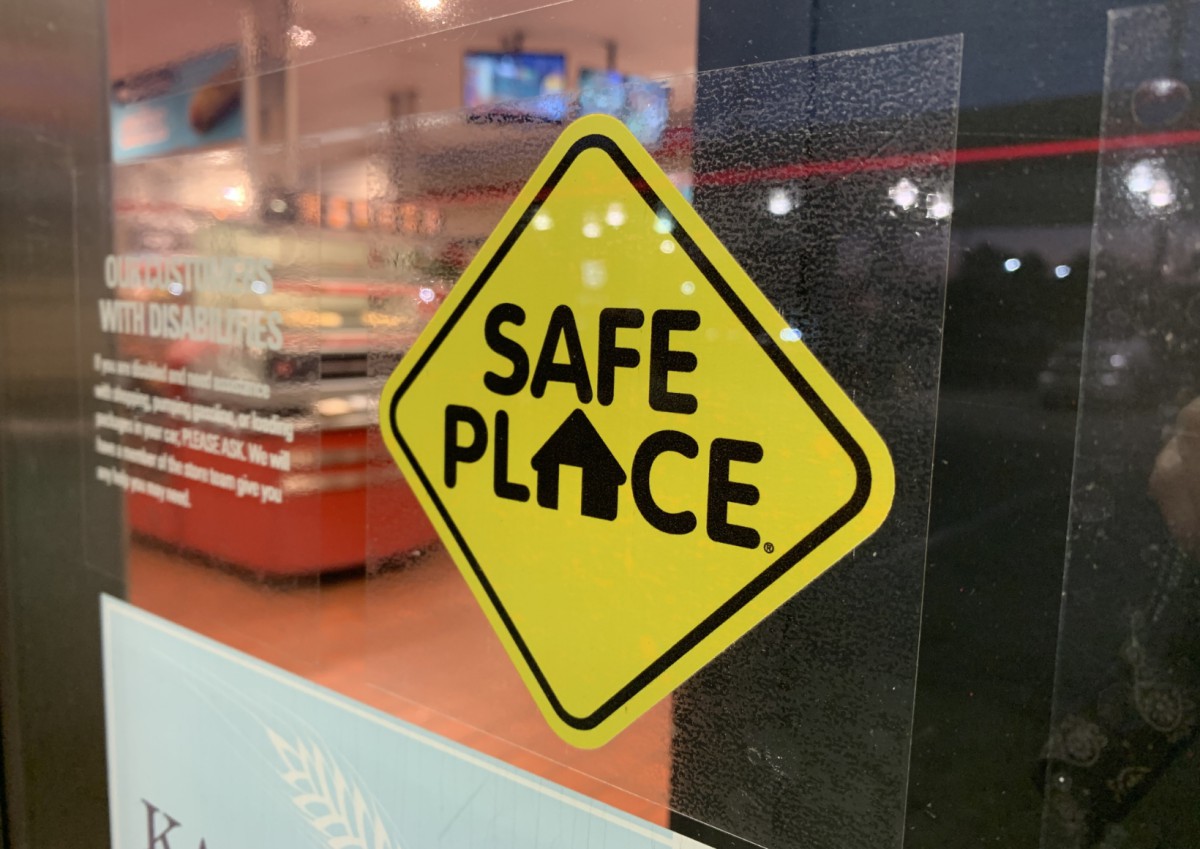 OUR CUSTOMERS
WITH DISABILITIES
If you are disabled and need assistance
with shopping, pumping gasoline, or loading
packages in your car, PLEASE ASK. We will
have a member of the store team give you
any help you may need.
SAFE
PLACE®
KA